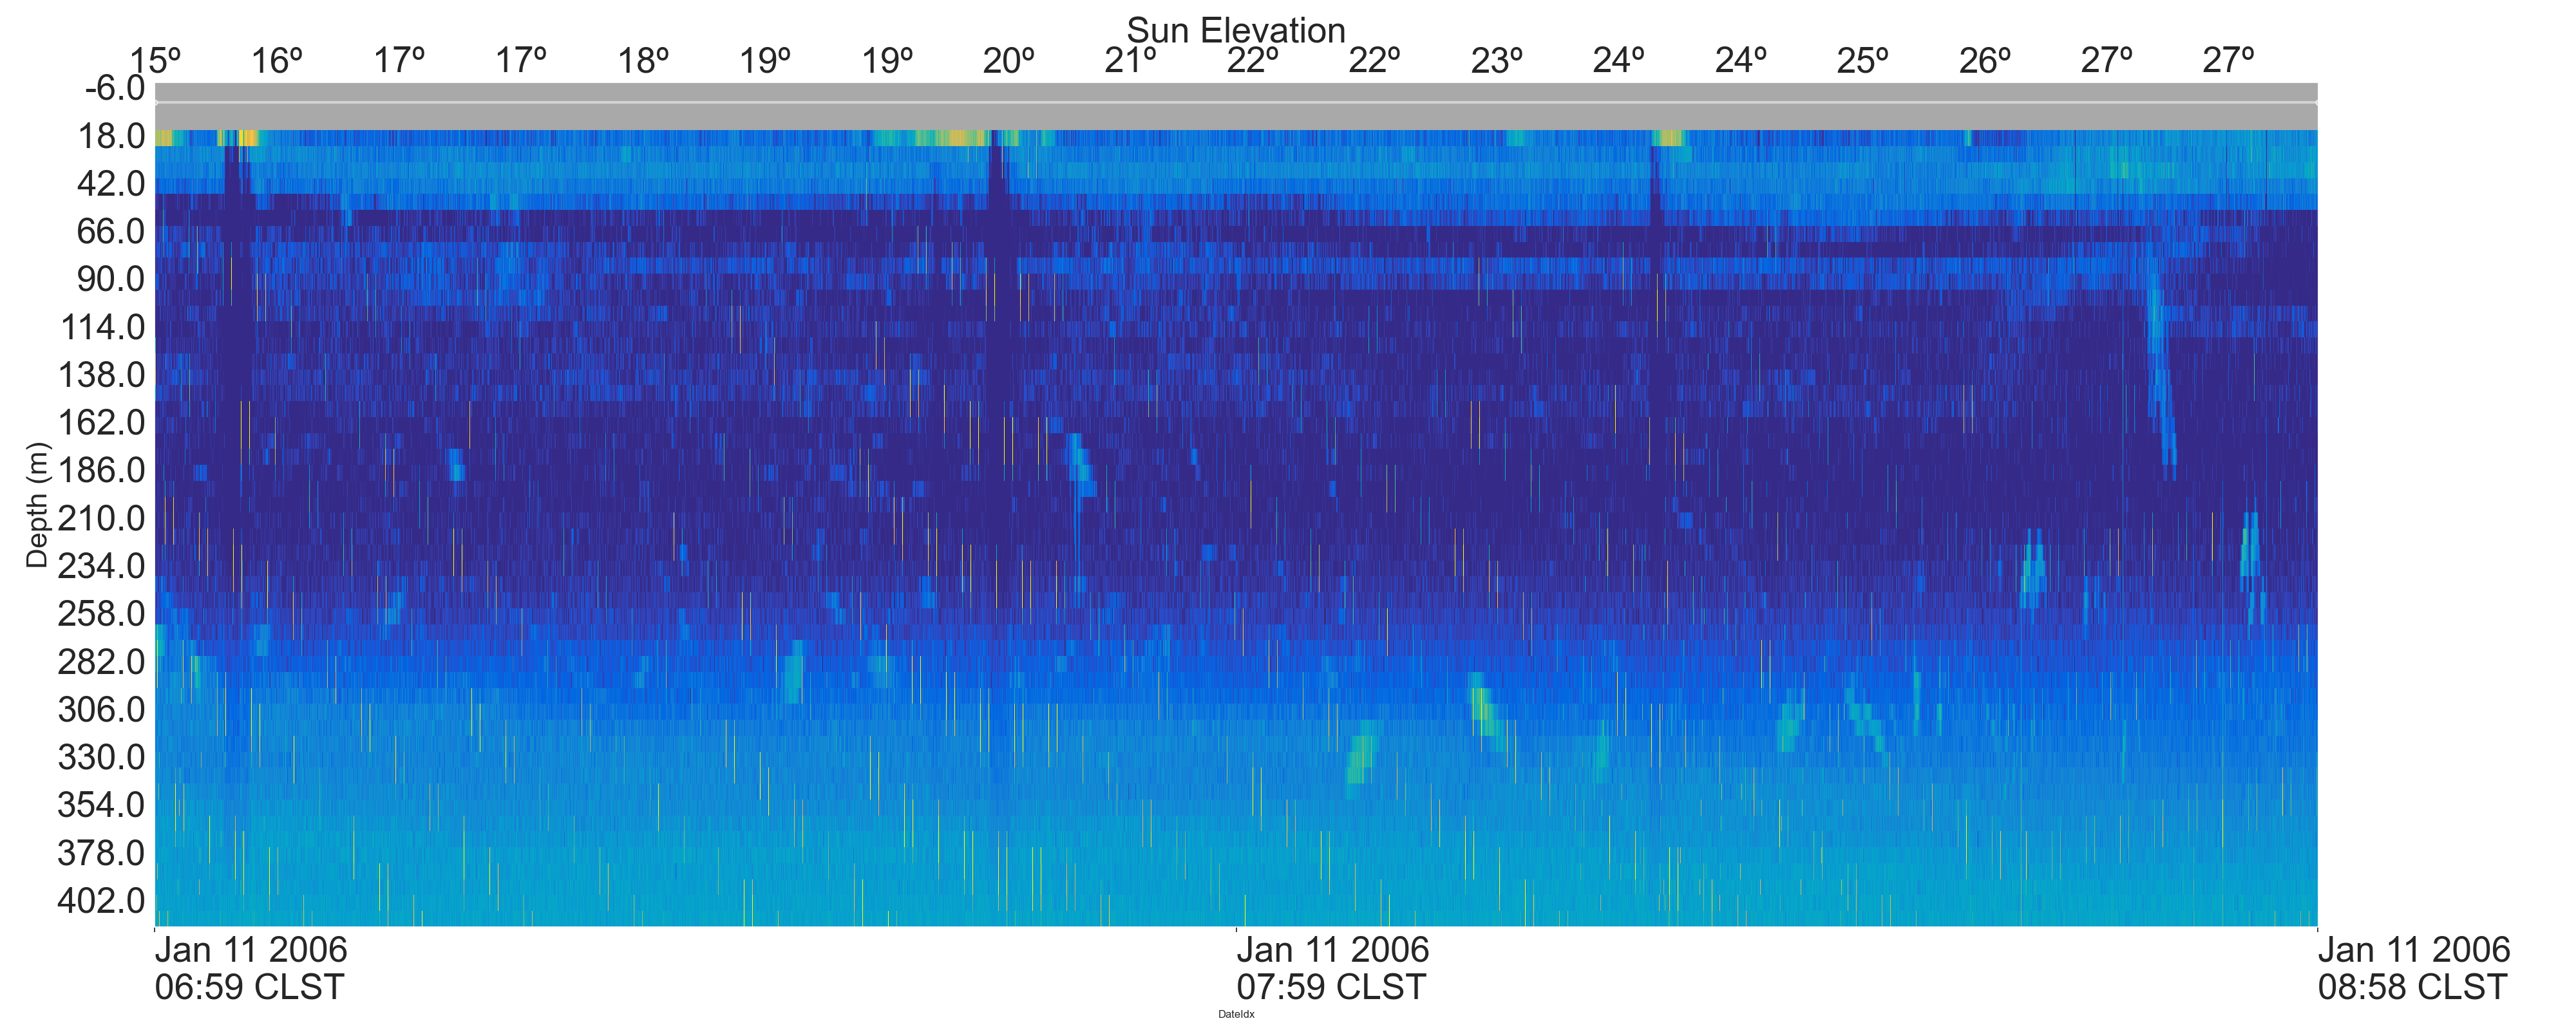 Sun Elevation
15º 16º 17º 17º 18º 19º 19º 20º 21º 22º 22º 23º 24º 24º 25º 26º 27º 27º
-6.0
18.0
42.0
66.0
90.0
114.0
138.0
162.0
186.0
210.0
234.0
258.0
282.0
306.0
330.0
354.0
378.0
402.0
Depth (m)
Jan 11 2006
06:59 CLST
Jan 11 2006
07:59 CLST
Jan 11 2006
08:58 CLST
DateIdx